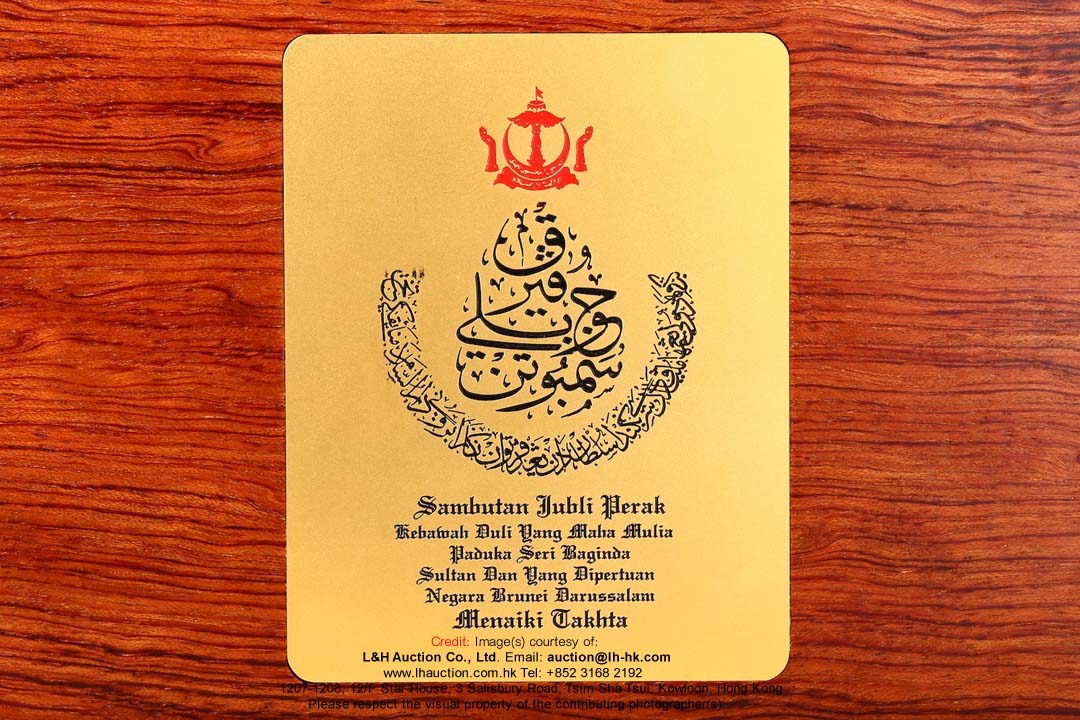 سمبوتن
جوبلي
ڤيرق
Sambutan Jubli Perak
Kebawah Duli Yang Maha Mulia
Paduka Seri Baginda
Sultan Dan Yang Dipertuan
Negara Brunei Darussalam
Menaiki Takhta
Credit: Image(s) courtesy of:
L&H Auction Co., Ltd. Email: auction@lh-hk.com
www.lhauction.com.hk Tel: +852 3168 2192
1207-1208, 12/F Star House, 3 Salisbury Road, Tsim Sha Tsui, Kowloon, Hong Kong
Please respect the visual property of the contributing photographer(s).